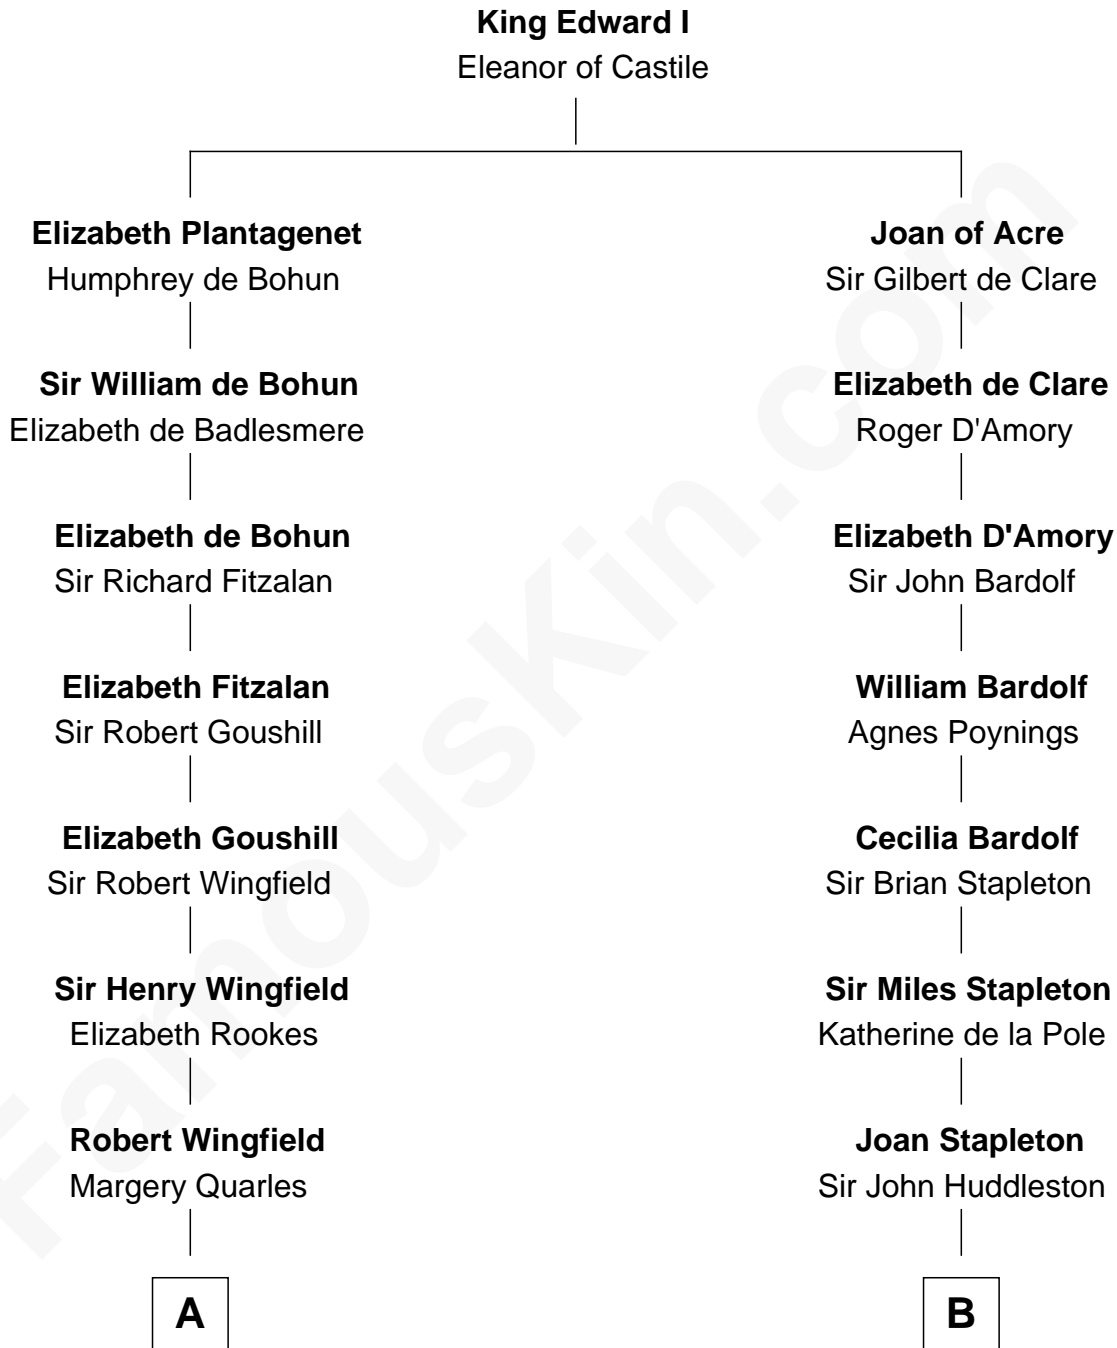 King Edward I
Eleanor of Castile
Elizabeth Plantagenet
Humphrey de Bohun
Sir William de Bohun
Elizabeth de Badlesmere
Elizabeth de Bohun
Sir Richard Fitzalan
Elizabeth Fitzalan
Sir Robert Goushill
Elizabeth Goushill
Sir Robert Wingfield
Sir Henry Wingfield
Elizabeth Rookes
Robert Wingfield
Margery Quarles
A
Joan of Acre
Sir Gilbert de Clare
Elizabeth de Clare
Roger D'Amory
Elizabeth D'Amory
Sir John Bardolf
William Bardolf
Agnes Poynings
Cecilia Bardolf
Sir Brian Stapleton
Sir Miles Stapleton
Katherine de la Pole
Joan Stapleton
Sir John Huddleston
B
FamousKin.com